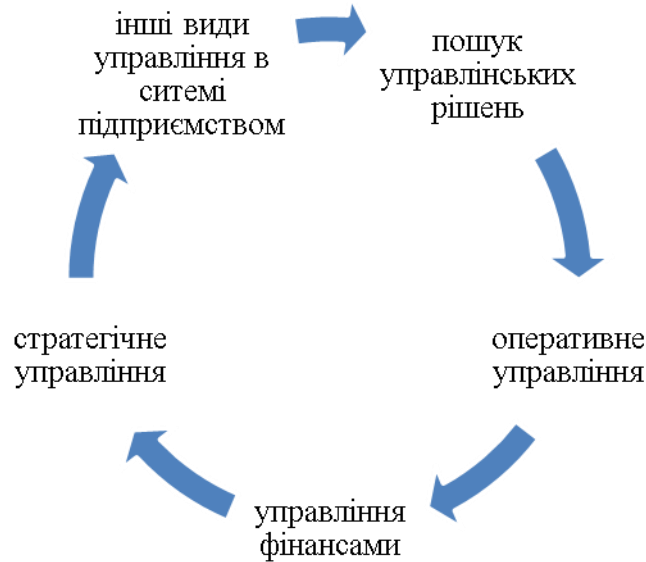 інші види
управління в
ситемі
підприємством
пошук
управлінських
рішень
оперативне
управління
управління
фінансами
стратегічне
управління